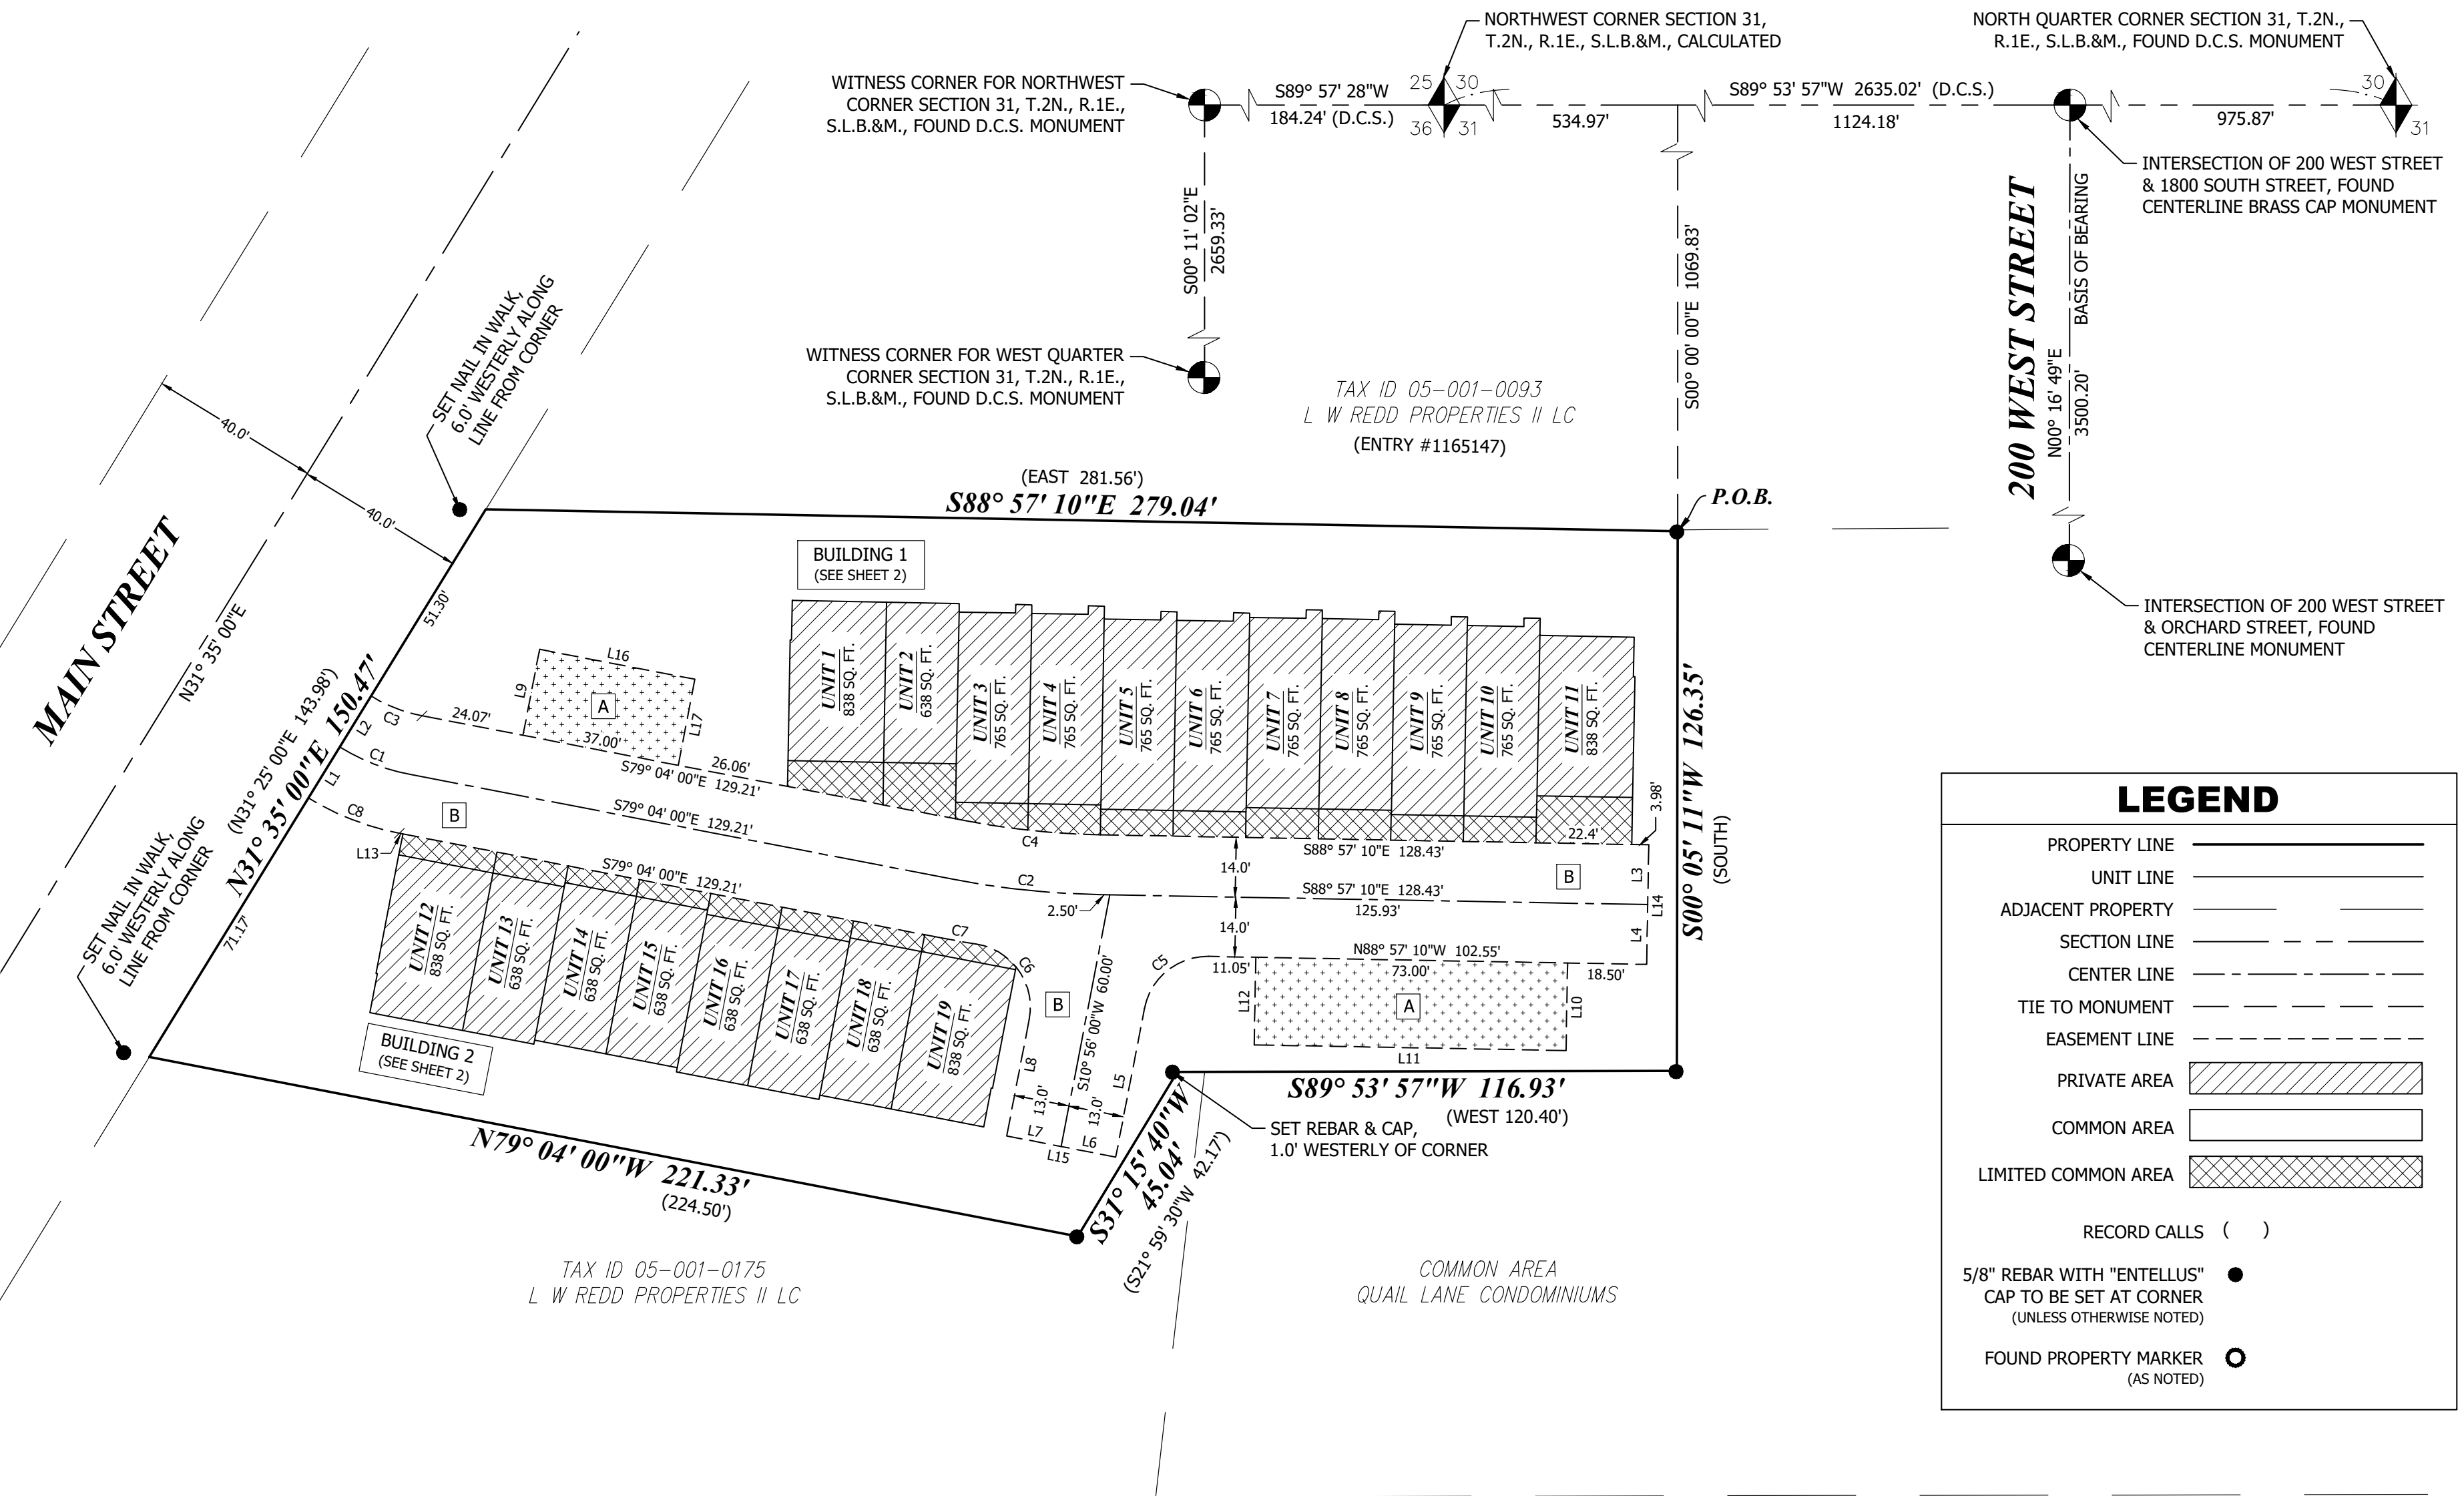 NORTHWEST CORNER SECTION 31,
T.2N., R.1E., S.L.B.&M., CALCULATED
NORTH QUARTER CORNER SECTION 31, T.2N.,
R.1E., S.L.B.&M., FOUND D.C.S. MONUMENT
WITNESS CORNER FOR NORTHWEST
CORNER SECTION 31, T.2N., R.1E.,
S.L.B.&M., FOUND D.C.S. MONUMENT
S89° 57' 28"W
184.24' (D.C.S.)
25 30
36 31
534.97'
S89° 53' 57"W 2635.02' (D.C.S.)
1124.18'
975.87'
30
31
INTERSECTION OF 200 WEST STREET
& 1800 SOUTH STREET, FOUND
CENTERLINE BRASS CAP MONUMENT
S00° 11' 02"E
2659.33'
S00° 00' 00"E 1069.83'
200 WEST STREET
N00° 16' 49"E
3500.20'
BASIS OF BEARING
WITNESS CORNER FOR WEST QUARTER
CORNER SECTION 31, T.2N., R.1E.,
S.L.B.&M., FOUND D.C.S. MONUMENT
TAX ID 05-001-0093
L W REDD PROPERTIES II LC
(ENTRY #1165147)
SET NAIL IN WALK,
6.0' WESTERLY ALONG
LINE FROM CORNER
40.0'
40.0'
MAIN STREET
N31° 35' 00"E
(EAST 281.56')
S88° 57' 10"E 279.04'
P.O.B.
INTERSECTION OF 200 WEST STREET
& ORCHARD STREET, FOUND
CENTERLINE MONUMENT
BUILDING 1
(SEE SHEET 2)
51.30'
(N31° 25' 00"E 143.98')
N31° 35' 00"E 150.47'
71.17'
L16
L9
A
L17
37.00'
24.07'
26.06'
S79° 04' 00"E 129.21'
L2
C3
C1
L1
C8
B
L13
S79° 04' 00"E 129.21'
S79° 04' 00"E 129.21'
UNIT 1
838 SQ. FT.
UNIT 2
638 SQ. FT.
UNIT 3
765 SQ. FT.
UNIT 4
765 SQ. FT.
UNIT 5
765 SQ. FT.
UNIT 6
765 SQ. FT.
UNIT 7
765 SQ. FT.
UNIT 8
765 SQ. FT.
UNIT 9
765 SQ. FT.
UNIT 10
765 SQ. FT.
UNIT 11
838 SQ. FT.
22.4'
3.98'
S00° 05' 11"W 126.35'
(SOUTH)
C4
14.0'
S88° 57' 10"E 128.43'
B
L3
C2
2.50'
S88° 57' 10"E 128.43'
125.93'
L14
14.0'
L4
C7
C6
C5
N88° 57' 10"W 102.55'
11.05'
73.00'
18.50'
L12
A
L10
L11
B
S10° 56' 00"W 60.00'
L8
L5
13.0'
13.0'
L7
L6
L15
UNIT 12
838 SQ. FT.
UNIT 13
638 SQ. FT.
UNIT 14
638 SQ. FT.
UNIT 15
638 SQ. FT.
UNIT 16
638 SQ. FT.
UNIT 17
638 SQ. FT.
UNIT 18
638 SQ. FT.
UNIT 19
838 SQ. FT.
SET NAIL IN WALK,
6.0' WESTERLY ALONG
LINE FROM CORNER
BUILDING 2
(SEE SHEET 2)
N79° 04' 00"W 221.33'
(224.50')
S31° 15' 40"W
45.04'
(S21° 59' 30"W 42.17')
S89° 53' 57"W 116.93'
(WEST 120.40')
SET REBAR & CAP,
1.0' WESTERLY OF CORNER
TAX ID 05-001-0175
L W REDD PROPERTIES II LC
COMMON AREA
QUAIL LANE CONDOMINIUMS
LEGEND
PROPERTY LINE
UNIT LINE
ADJACENT PROPERTY
SECTION LINE
CENTER LINE
TIE TO MONUMENT
EASEMENT LINE
PRIVATE AREA
COMMON AREA
LIMITED COMMON AREA
RECORD CALLS ( )
5/8" REBAR WITH "ENTELLUS"
CAP TO BE SET AT CORNER
(UNLESS OTHERWISE NOTED)
FOUND PROPERTY MARKER
(AS NOTED)